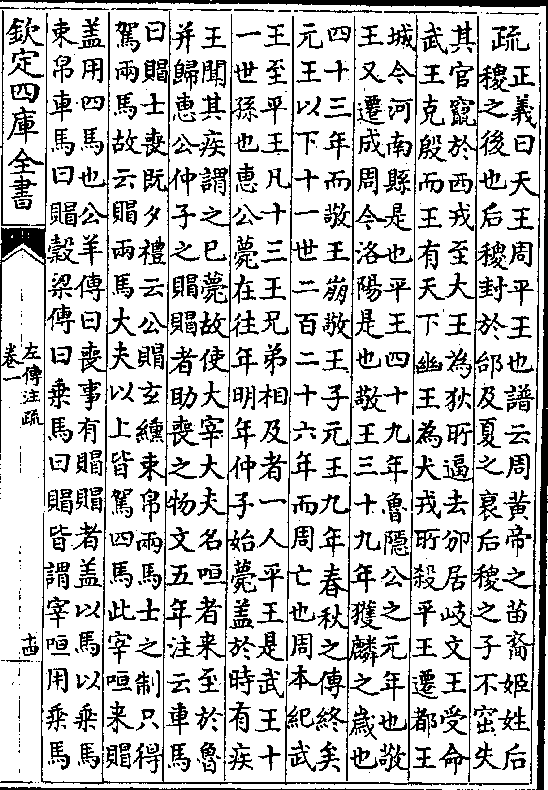 疏
正義曰天王周平王也譜云周黄帝之苗裔姬姓后
稷之後也后稷封於邰及夏之衰后稷之子不窋失
其官竄於西戎至大王為狄所逼去邠居岐文王受命
武王克殷而王有天下幽王為犬戎所殺平王遷都王
城今河南縣是也平王四十九年魯隱公之元年也敬
王又遷成周今洛陽是也敬王三十九年獲麟之歲也
四十三年而敬王崩敬王子元王九年春秋之傳終矣
元王以下十一世二百二十六年而周亡也周本紀武
王至平王凡十三王兄弟相及者一人平王是武王十
一世孫也惠公薨在往年明年仲子始薨蓋於時有疾
王聞其疾謂之已薨故使大宰大夫名咺者来至於魯
并歸惠公仲子之賵賵者助喪之物文五年注云車馬
曰賵士喪既夕禮云公賵玄纁束帛兩馬士之制只得
駕兩馬故云賵兩馬大夫以上皆駕四馬此宰咺来賵
盖用四馬也公羊傳曰喪事有賵賵者盖以馬以乘馬
束帛車馬曰賵穀梁傳曰乘馬曰賵皆謂宰咺用乘馬
欽定四庫全書
左傳注疏
卷一
十四